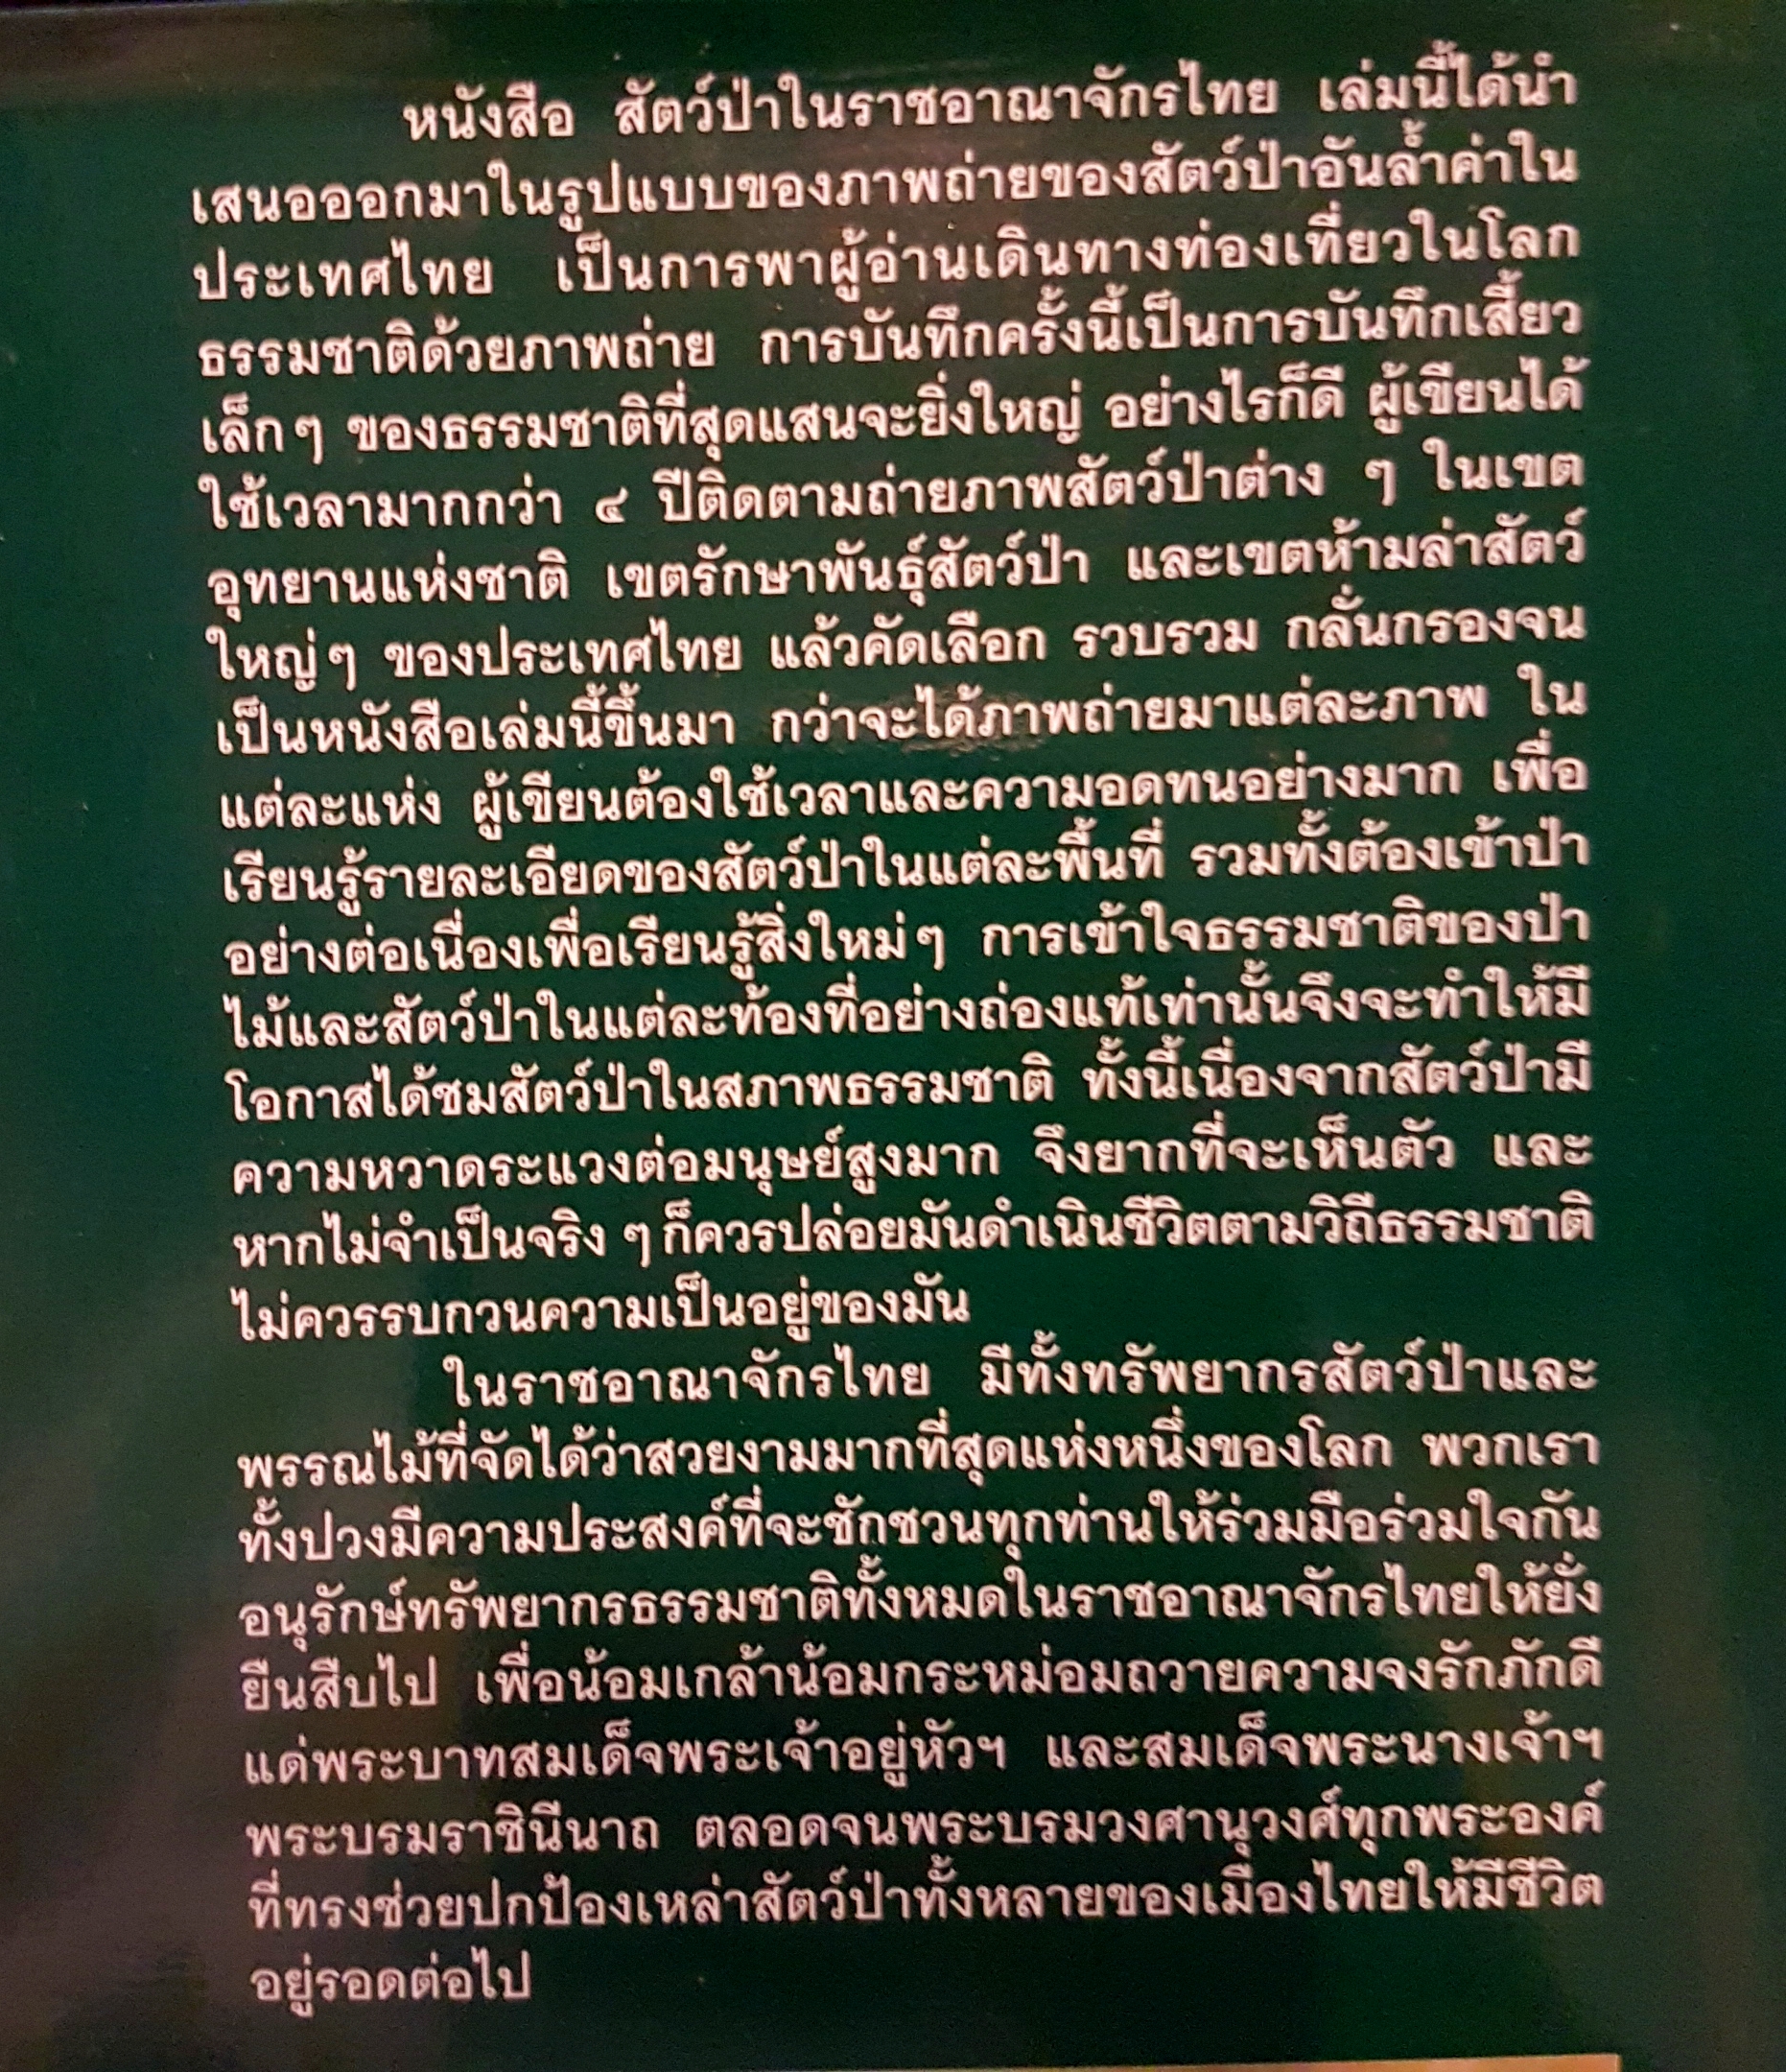 หนังสือ สัตว์ป่าในราชอาณาจักรไทย เล่มนี้ได้นำ
เสนอออกมาในรูปแบบของภาพถ่ายของสัตว์ป่าอันล้ำค่าใน
ประเทศไทย เป็นการพาผู้อ่านเดินทางท่องเที่ยวในโลก
ธรรมชาติด้วยภาพถ่าย การบันทึกครั้งนี้เป็นการบันทึกเสี้ยว
เล็กๆ ของธรรมชาติที่สุดแสนจะยิ่งใหญ่ อย่างไรก็ดี ผู้เขียนได้
ใช้เวลามากกว่า ๔ ปีติดตามถ่ายภาพสัตว์ป่าต่าง ๆ ในเขต
อุทยานแห่งชาติ เขตรักษาพันธุ์สัตว์ป่า และเขตห้ามล่าสัตว์
ใหญ่ๆ ของประเทศไทย แล้วคัดเลือก รวบรวม กลั่นกรองจน
เป็นหนังสือเล่มนี้ขึ้นมา กว่าจะได้ภาพถ่ายมาแต่ละภาพ ใน
แต่ละแห่ง ผู้เขียนต้องใช้เวลาและความอดทนอย่างมาก เพื่อ
เรียนรู้รายละเอียดของสัตว์ป่าในแต่ละพื้นที่ รวมทั้งต้องเข้าป่า
อย่างต่อเนื่องเพื่อเรียนรู้สิ่งใหม่ๆ การเข้าใจธรรมชาติของป่า
ไม้และสัตว์ป่าในแต่ละท้องที่อย่างถ่องแท้เท่านั้นจึงจะทำให้มี
โอกาสได้ชมสัตว์ป่าในสภาพธรรมชาติ ทั้งนี้เนื่องจากสัตว์ป่ามี
ความหวาดระแวงต่อมนุษย์สูงมาก จึงยากที่จะเห็นตัว และ
หากไม่จำเป็นจริง ๆ ก็ควรปล่อยมันดำเนินชีวิตตามวิถีธรรมชาติ
ไม่ควรรบกวนความเป็นอยู่ของมัน
ในราชอาณาจักรไทย มีทั้งทรัพยากรสัตว์ป่าและ
พรรณไม้ที่จัดได้ว่าสวยงามมากที่สุดแห่งหนึ่งของโลก พวกเรา
ทั้งปวงมีความประสงค์ที่จะชักชวนทุกท่านให้ร่วมมือร่วมใจกัน
อนุรักษ์ทรัพยากรธรรมชาติทั้งหมดในราชอาณาจักรไทยให้ยั่ง
ยืนสืบไป เพื่อน้อมเกล้าน้อมกระหม่อมถวายความจงรักภักดี
แด่พระบาทสมเด็จพระเจ้าอยู่หัวฯ และสมเด็จพระนางเจ้าฯ
พระบรมราชินีนาถ ตลอดจนพระบรมวงศานุวงศ์ทุกพระองค์
ที่ทรงช่วยปกป้องเหล่าสัตว์ป่าทั้งหลายของเมืองไทยให้มีชีวิต
อยู่รอดต่อไป